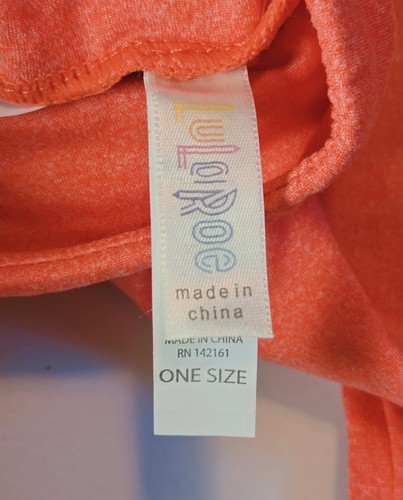 LuLaRoe
made in
china
MADE IN CHINA
RN 142161
ONE SIZE